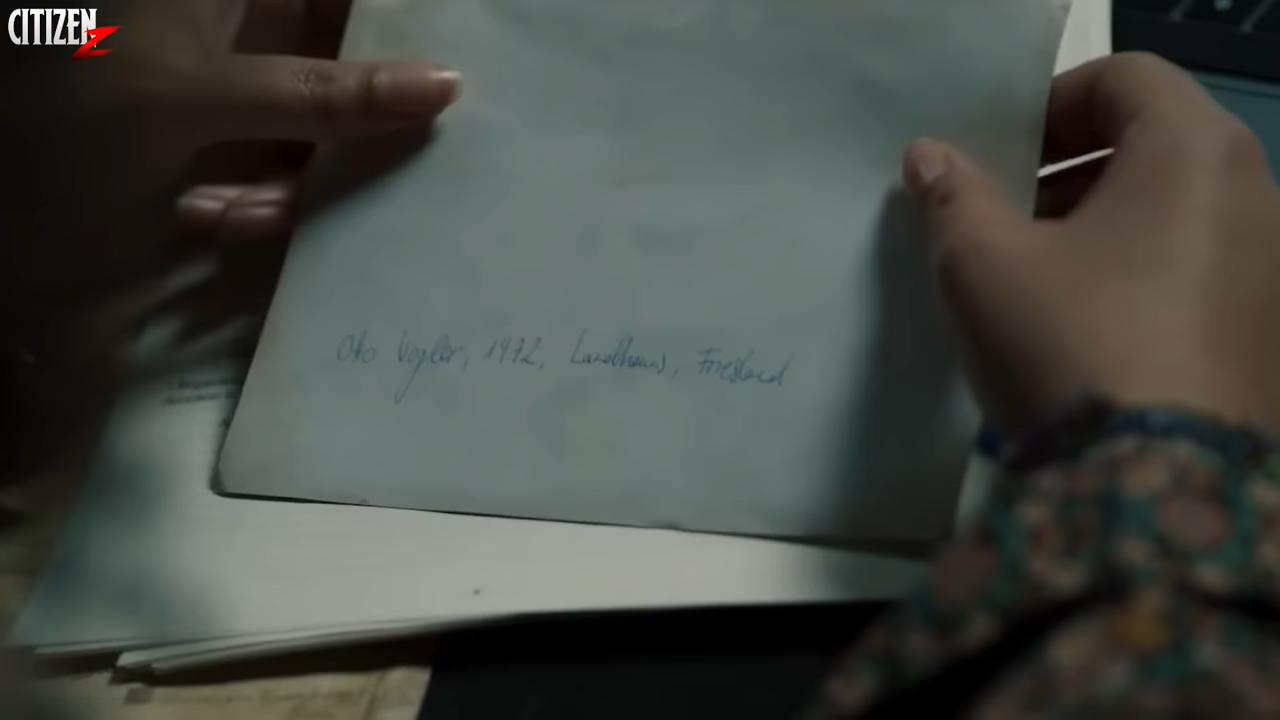 CITIZEN Z
Otto Vogler, 1972, Landhaus, Friesland